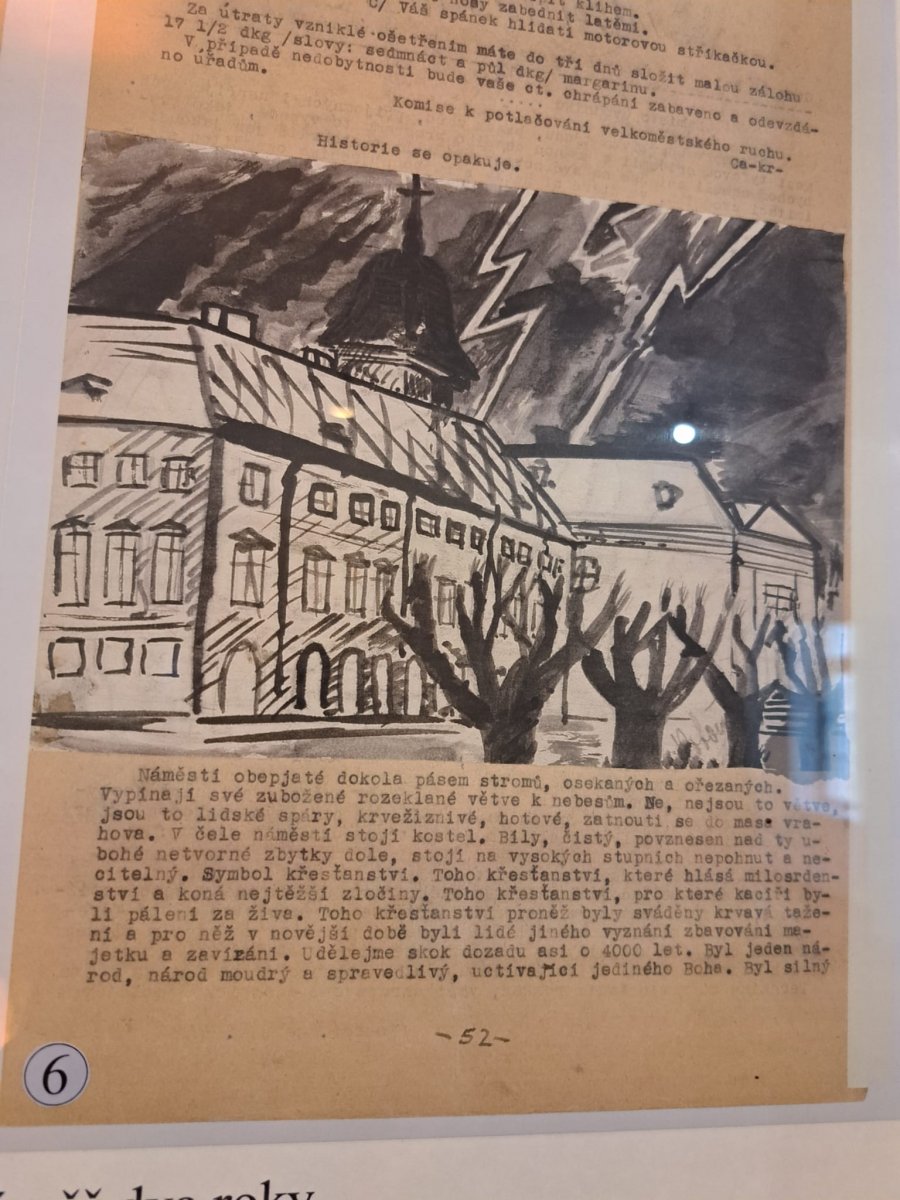 klihem.
nosy zabednit latěmi.
C/ Váš spánek hlídati motorovou stříkačkou.
Za útraty vzniklé ošetřením máte do tří dnů složit malou zálohu
17 1/2 dkg /slovy: sedmnáct a půl dkg/ margarinu.
V případě nedobytnosti bude vaše ct. chrápání zabaveno a odevzdá-
no úřadům.
Komise k potlačování velkoměstského ruchu.
Ca-kr-
Historie se opakuje.
Náměstí obepjaté dokola pásem stromů, osekaných a ořezaných.
Vypínají své zubožené rozeklané větve k nebesům. Ne, nejsou to větve,
jsou to lidské spáry, krvežíznivé, hotové, zatnouti se do masa vra-
hova. V čele náměstí stojí kostel. Bílý, čistý, povznesen nad ty u-
bohé netvorné zbytky dole, stojí na vysokých stupních nepohnut a ne-
citelný. Symbol křesťanství. Toho křesťanství, které hlásá milosrden-
ství a koná nejtěžší zločiny. Toho křesťanství, pro které kacíři by-
li páleni za živa. Toho křesťanství proněž byly sváděny krvavá taže-
ní a pro něž v novější době byli lidé jiného vyznání zbavováni ma-
jetku a zavíráni. Udělejme skok dozadu asi o 4000 let. Byl jeden ná-
rod, národ moudrý a spravedlivý, uctívající jediného Boha. Byl silný
-52-
6
dva roky